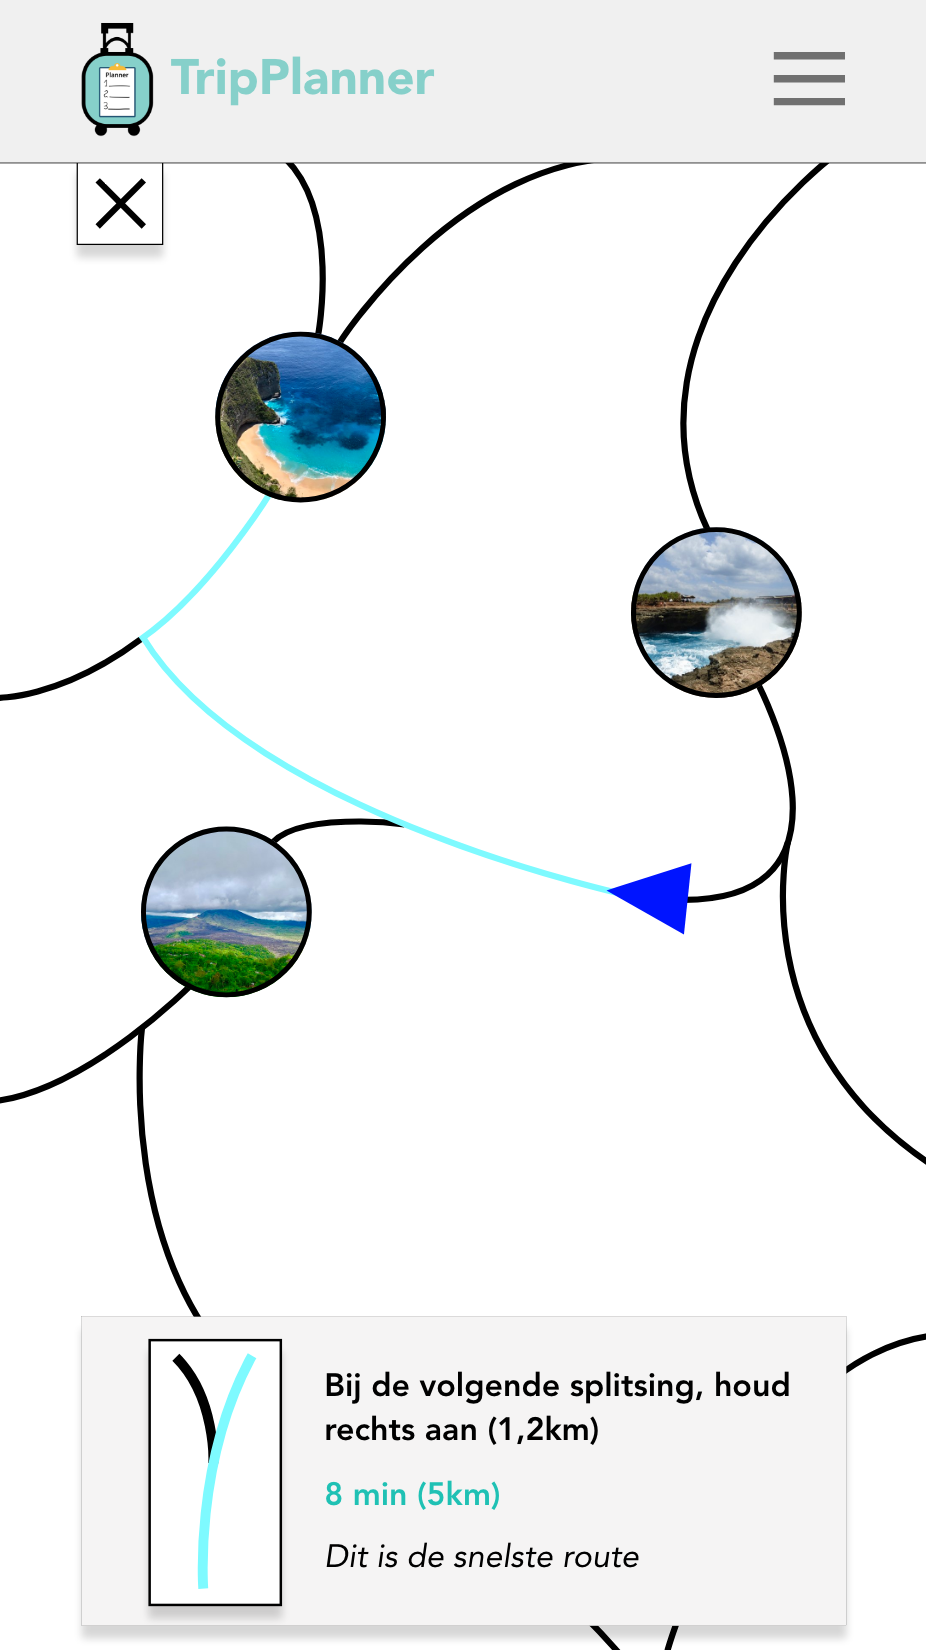 Planner
1
2
3
TripPlanner
Bij de volgende splitsing, houd
rechts aan (1,2km)
8 min (5km)
Dit is de snelste route